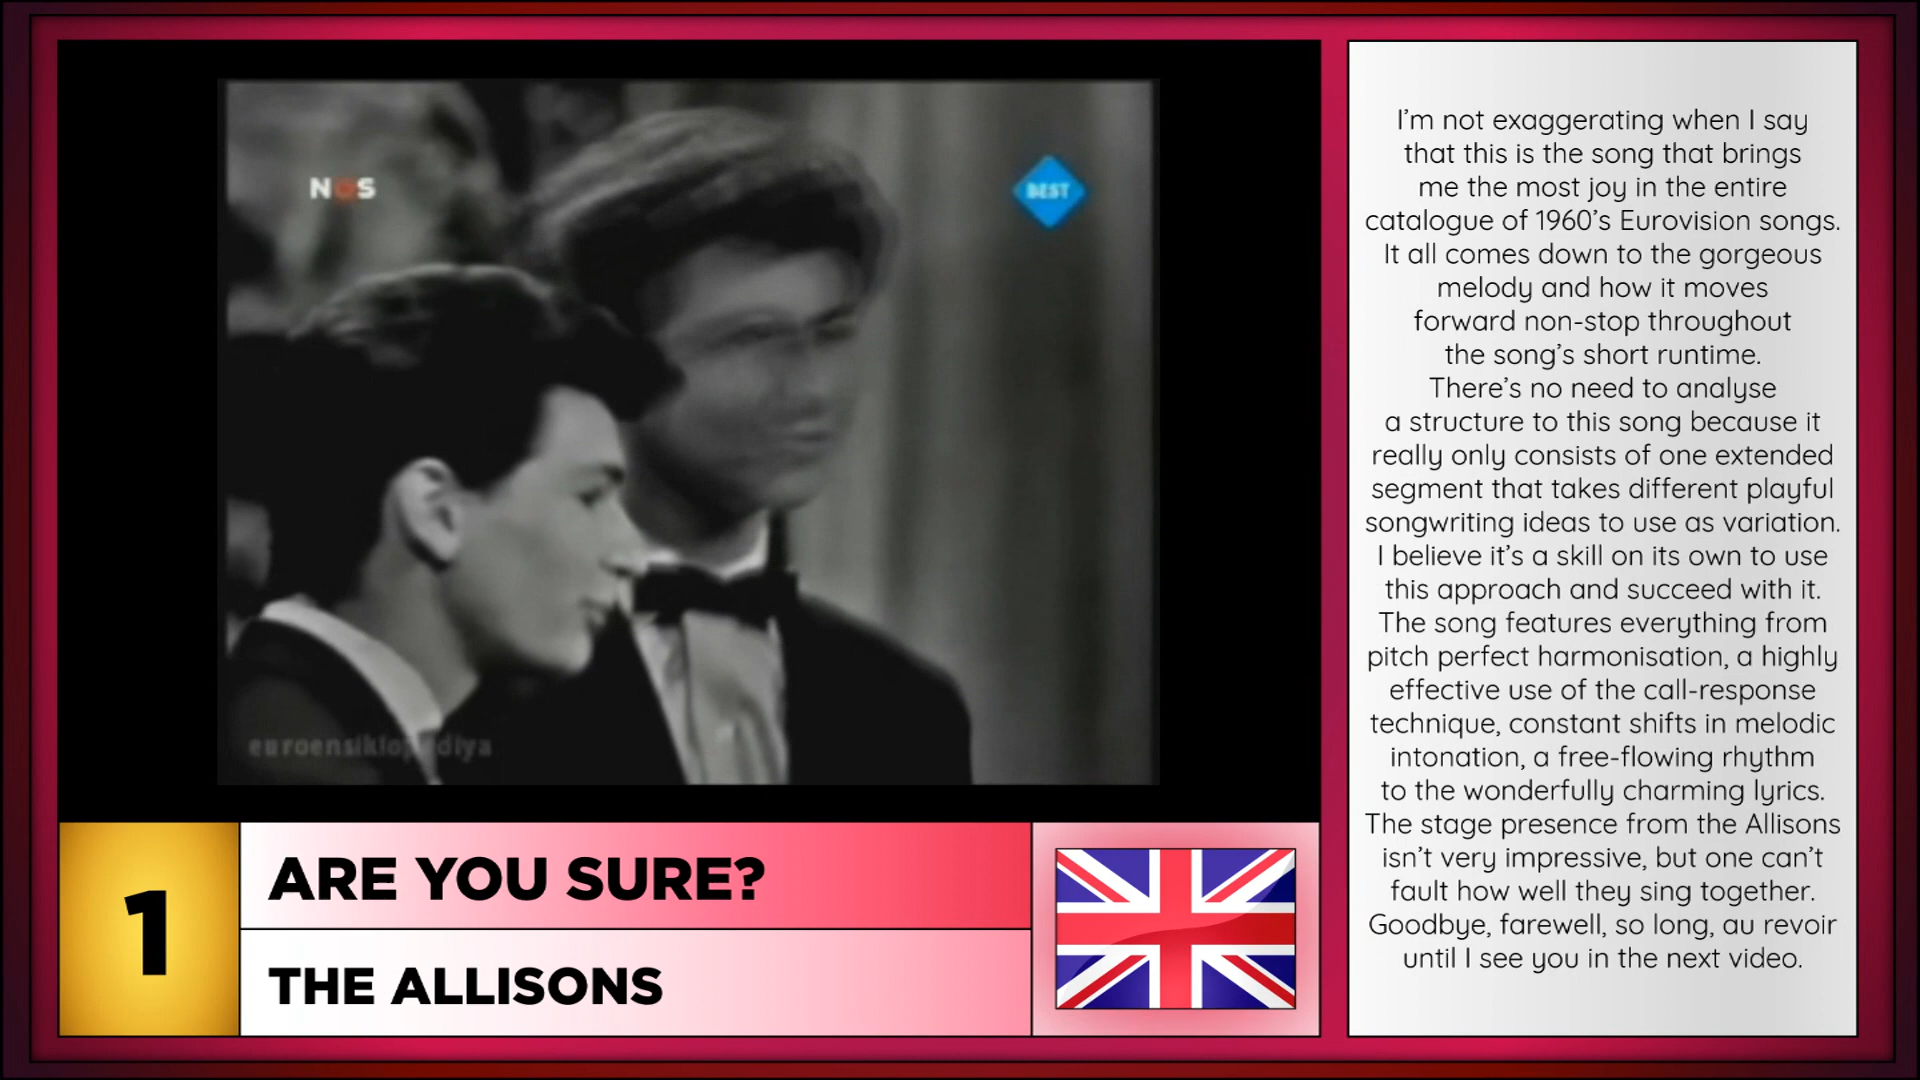 NOS
BEST
euroensiklopediya
1
ARE YOU SURE?
THE ALLISONS
I’m not exaggerating when I say
that this is the song that brings
me the most joy in the entire
catalogue of 1960’s Eurovision songs.
It all comes down to the gorgeous
melody and how it moves
forward non-stop throughout
the song’s short runtime.
There’s no need to analyse
a structure to this song because it
really only consists of one extended
segment that takes different playful
songwriting ideas to use as variation.
I believe it’s a skill on its own to use
this approach and succeed with it.
The song features everything from
pitch perfect harmonisation, a highly
effective use of the call-response
technique, constant shifts in melodic
intonation, a free-flowing rhythm
to the wonderfully charming lyrics.
The stage presence from the Allisons
isn’t very impressive, but one can’t
fault how well they sing together.
Goodbye, farewell, so long, au revoir
until I see you in the next video.